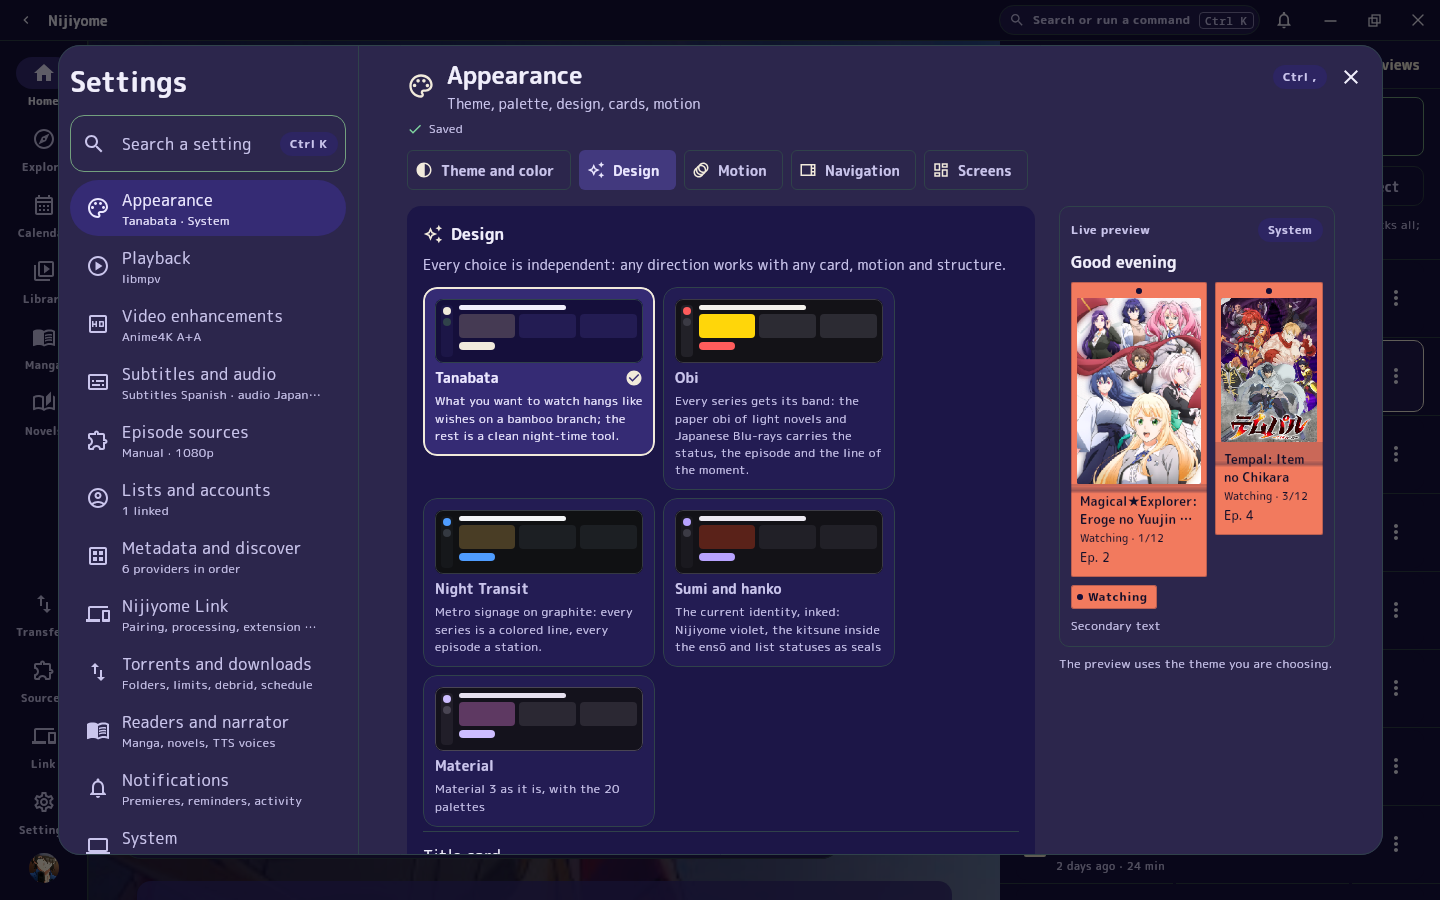 Nijiyome
Search or run a command
Ctrl K
Home
Explor
Calend
Librar
Manga
Novel
Transfe
Source
Link
Settin
Settings
Search a setting
Ctrl K
Appearance
Tanabata · System
Playback
libmpv
Video enhancements
Anime4K A+A
Subtitles and audio
Subtitles Spanish · audio Japan···
Episode sources
Manual · 1080p
Lists and accounts
1 linked
Metadata and discover
6 providers in order
Nijiyome Link
Pairing, processing, extension ···
Torrents and downloads
Folders, limits, debrid, schedule
Readers and narrator
Manga, novels, TTS voices
Notifications
Premieres, reminders, activity
System
Appearance
Theme, palette, design, cards, motion
Ctrl ,
Saved
Theme and color
Design
Motion
Navigation
Screens
Design
Every choice is independent: any direction works with any card, motion and structure.
Tanabata
What you want to watch hangs like
wishes on a bamboo branch; the
rest is a clean night-time tool.
Obi
Every series gets its band: the
paper obi of light novels and
Japanese Blu-rays carries the
status, the episode and the line of
the moment.
Night Transit
Metro signage on graphite: every
series is a colored line, every
episode a station.
Sumi and hanko
The current identity, inked:
Nijiyome violet, the kitsune inside
the ensō and list statuses as seals
Material
Material 3 as it is, with the 20
palettes
Title card
Live preview
System
Good evening
テムパル
Magical★Explorer:
Eroge no Yuujin ···
Watching · 1/12
Ep. 2
Tempal: Item
no Chikara
Watching · 3/12
Ep. 4
Watching
Secondary text
The preview uses the theme you are choosing.
views
ect
cks all;
2 days ago · 24 min